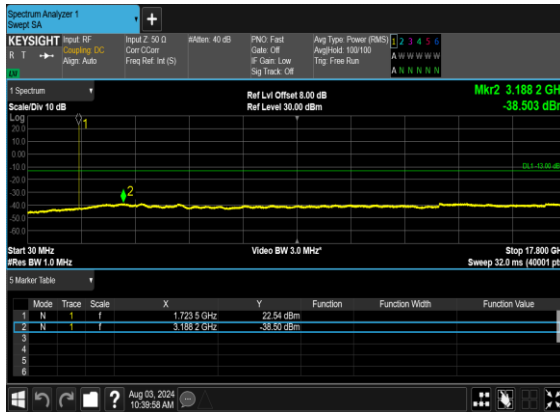 Spectrum Analyzer 1
Swept SA
KEYSIGHT
R T
Input: RF
Coupling: DC
Align: Auto
Input Z: 50 Ω
Corr CCorr
Freq Ref: Int (S)
#Atten: 40 dB
PNO: Fast
Gate: Off
IF Gain: Low
Sig Track: Off
Avg Type: Power (RMS)
Avg|Hold: 100/100
Trig: Free Run
1 2 3 4 5 6
A W W W W W
A N N N N N
1 Spectrum
Scale/Div 10 dB
Ref Lvl Offset 8.00 dB
Ref Level 30.00 dBm
Mkr2 3.188 2 GHz
-38.503 dBm
Log
20.0
10.0
0.00
-10.0
-20.0
-30.0
-40.0
-50.0
-60.0
1
2
DL1 -13.00 dB
Start 30 MHz
#Res BW 1.0 MHz
Video BW 3.0 MHz*
Stop 17.800 GH
Sweep 32.0 ms (40001 pt
5 Marker Table
Mode Trace Scale X Y Function Function Width Function Value
1 N 1 f 1.723 5 GHz 22.54 dBm
2 N 1 f 3.188 2 GHz -38.50 dBm
3
4
5
6
?
Aug 03, 2024
10:39:58 AM